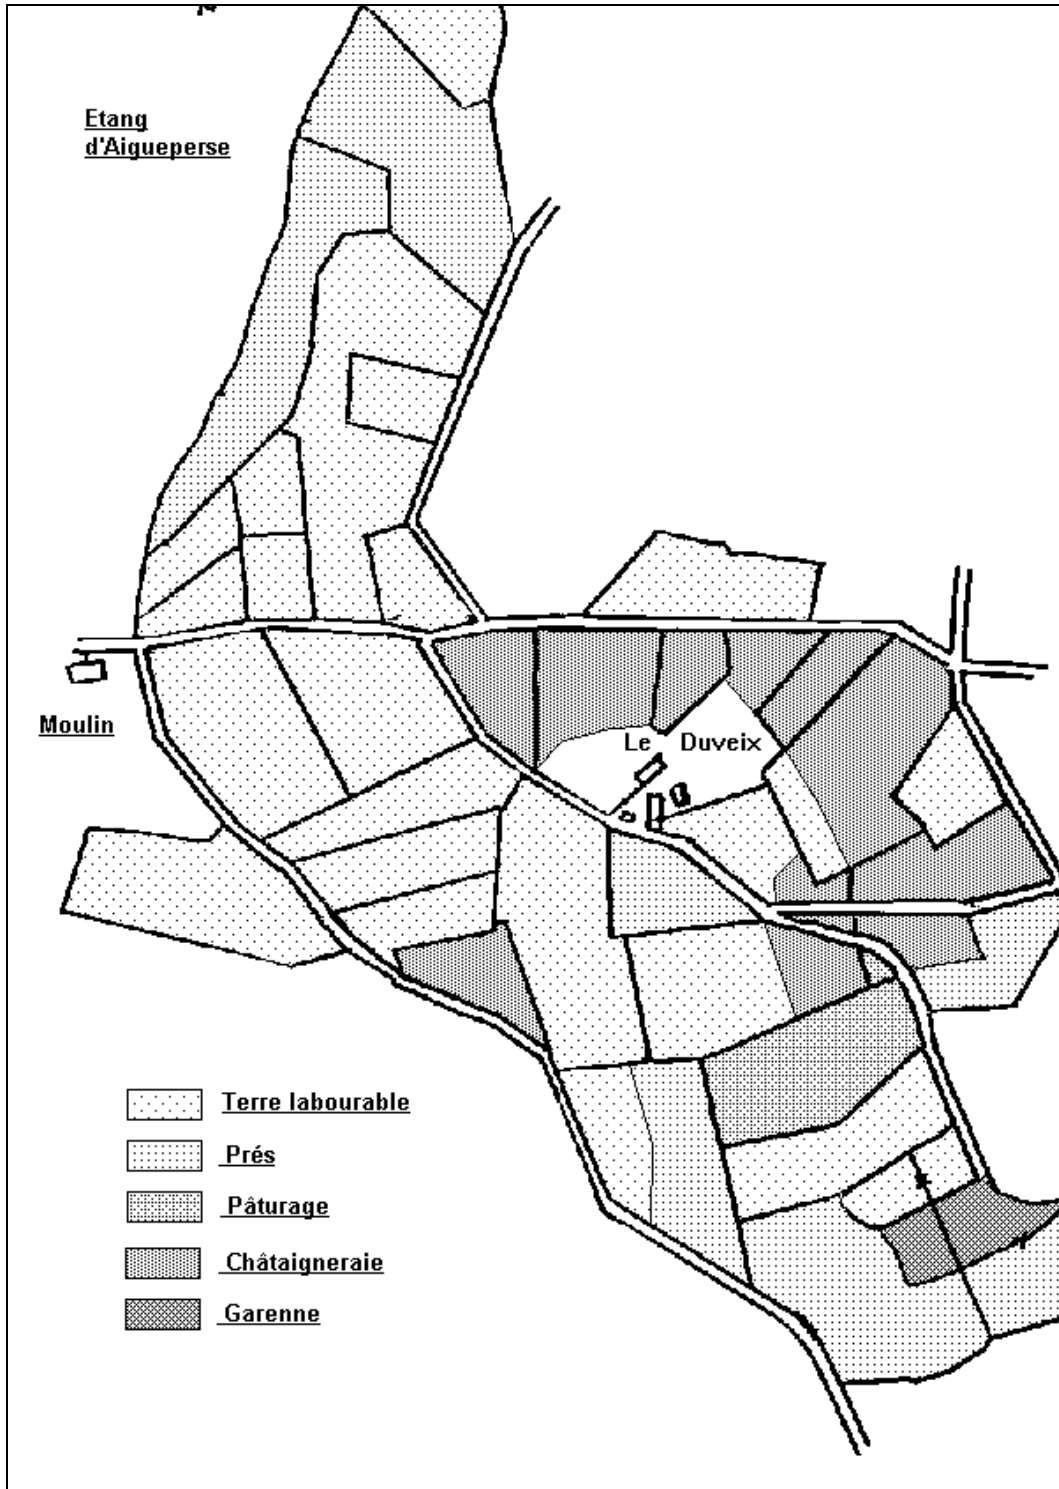 Etang
d'Aigueperse
Le Duveix
Moulin
Terre labourable
Prés
Pâturage
Châtaigneraie
Garenne